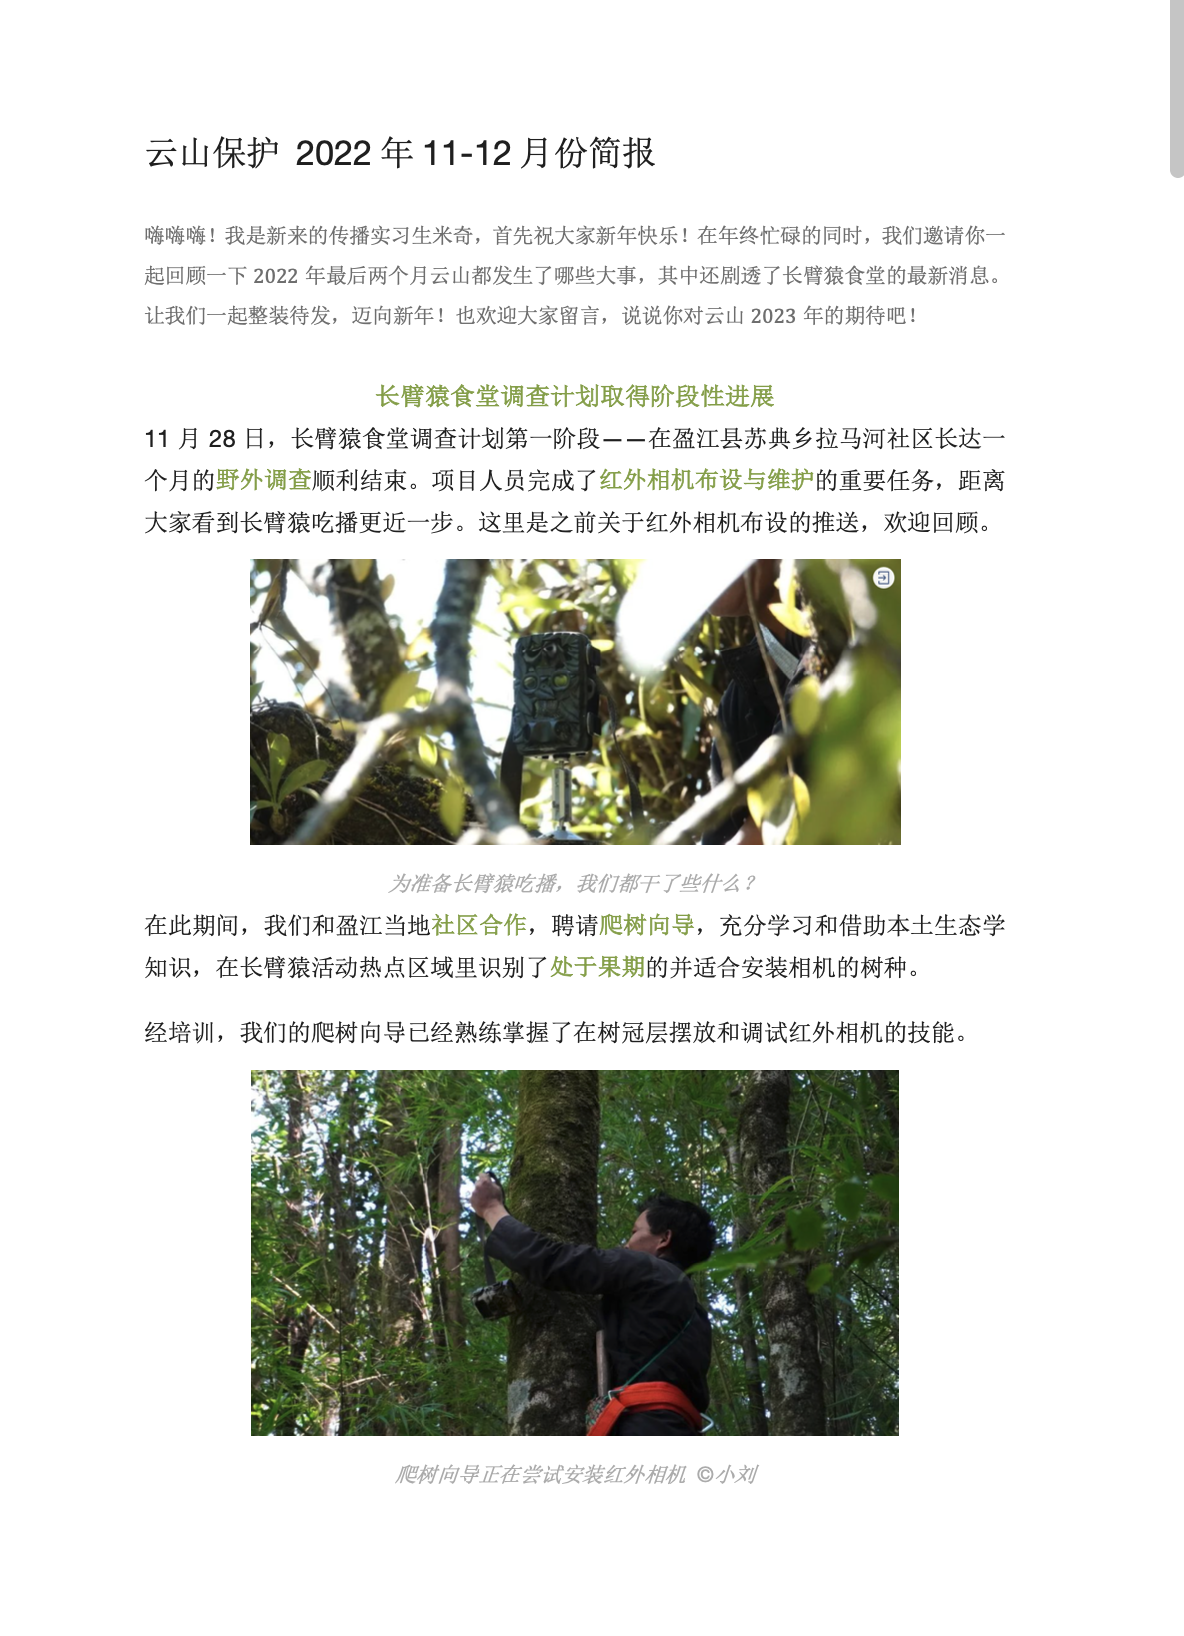 云山保护 2022 年 11-12 月份简报
嗨嗨嗨！我是新来的传播实习生米奇，首先祝大家新年快乐！在年终忙碌的同时，我们邀请你一
起回顾一下 2022 年最后两个月云山都发生了哪些大事，其中还剧透了长臂猿食堂的最新消息。
让我们一起整装待发，迈向新年！也欢迎大家留言，说说你对云山 2023 年的期待吧！
长臂猿食堂调查计划取得阶段性进展
11 月 28 日，长臂猿食堂调查计划第一阶段——在盈江县苏典乡拉马河社区长达一
个月的野外调查顺利结束。项目人员完成了红外相机布设与维护的重要任务，距离
大家看到长臂猿吃播更近一步。这里是之前关于红外相机布设的推送，欢迎回顾。
为准备长臂猿吃播，我们都干了些什么？
在此期间，我们和盈江当地社区合作，聘请爬树向导，充分学习和借助本土生态学
知识，在长臂猿活动热点区域里识别了处于果期的并适合安装相机的树种。
经培训，我们的爬树向导已经熟练掌握了在树冠层摆放和调试红外相机的技能。
爬树向导正在尝试安装红外相机 ©小刘